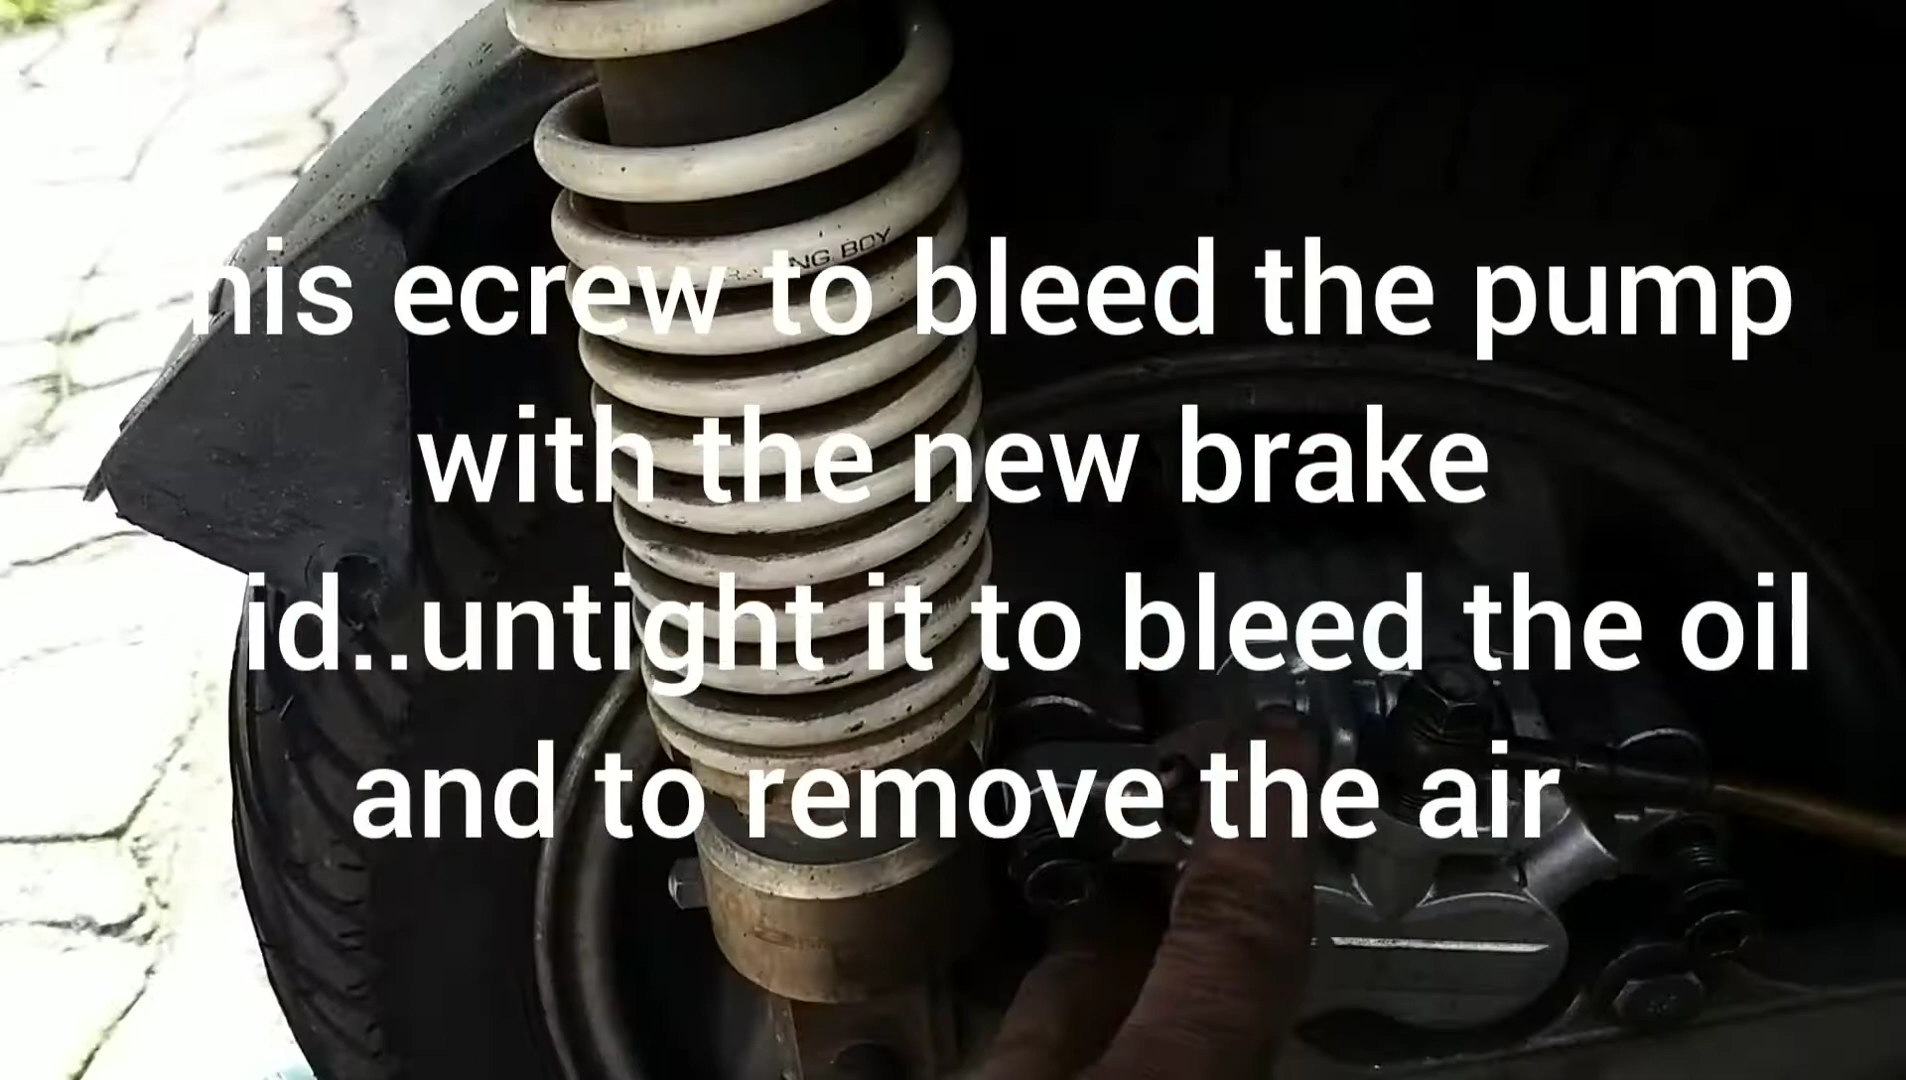 BOY
his ecrew to bleed the pump
with the new brake
id..untight it to bleed the oil
and to remove the air